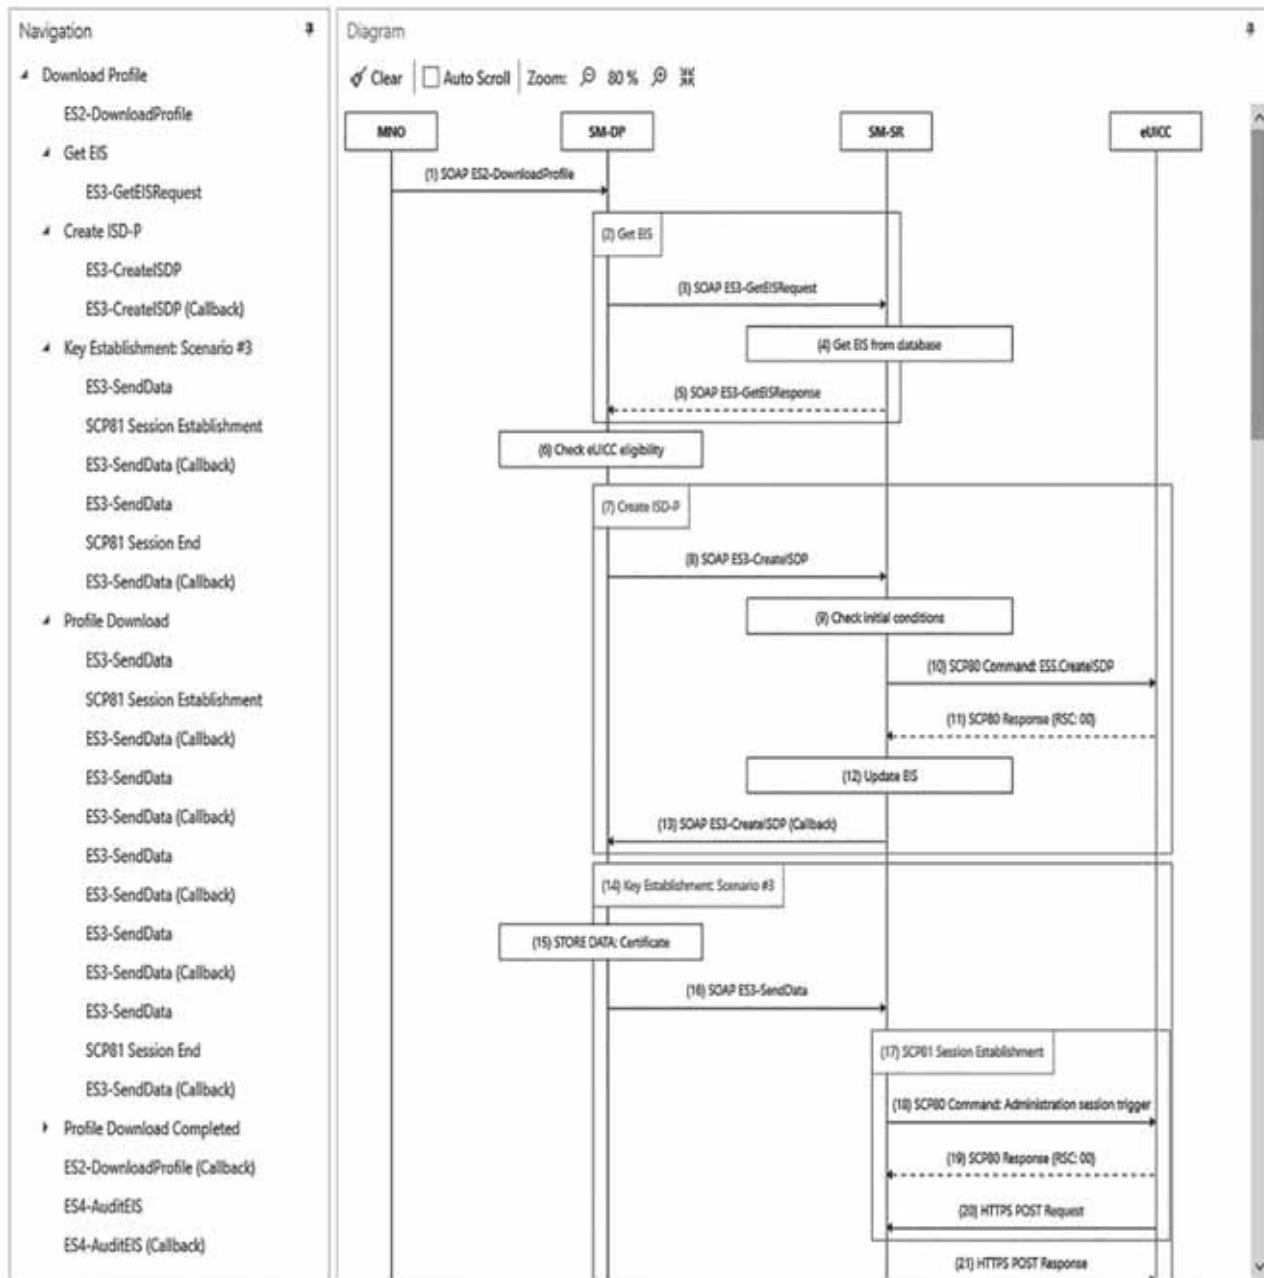 Navigation
Download Profile
ES2-DownloadProfile
Get EIS
ES3-GetEISRequest
Create ISD-P
ES3-CreateISDP
ES3-CreateISDP (Callback)
Key Establishment: Scenario #3
ES3-SendData
SCP81 Session Establishment
ES3-SendData (Callback)
ES3-SendData
SCP81 Session End
ES3-SendData (Callback)
Profile Download
ES3-SendData
SCP81 Session Establishment
ES3-SendData (Callback)
ES3-SendData
ES3-SendData (Callback)
ES3-SendData
ES3-SendData (Callback)
ES3-SendData
ES3-SendData (Callback)
ES3-SendData
SCP81 Session End
ES3-SendData (Callback)
Profile Download Completed
ES2-DownloadProfile (Callback)
ES4-AuditEIS
ES4-AuditEIS (Callback)
Diagram
Clear Auto Scroll Zoom: 80 %
MNO SM-DP SM-SR eUICC
(1) SOAP ES2-DownloadProfile
(2) Get EIS
(3) SOAP ES3-GetEISRequest
(4) Get EIS from database
(5) SOAP ES3-GetEISResponse
(6) Check eUICC eligibility
(7) Create ISD-P
(8) SOAP ES3-CreateISDP
(9) Check initial conditions
(10) SCP80 Command: ES5.CreateISDP
(11) SCP80 Response (RSC: 00)
(12) Update EIS
(13) SOAP ES3-CreateISDP (Callback)
(14) Key Establishment: Scenario #3
(15) STORE DATA: Certificate
(16) SOAP ES3-SendData
(17) SCP81 Session Establishment
(18) SCP80 Command: Administration session trigger
(19) SCP80 Response (RSC: 00)
(20) HTTPS POST Request
(21) HTTPS POST Response